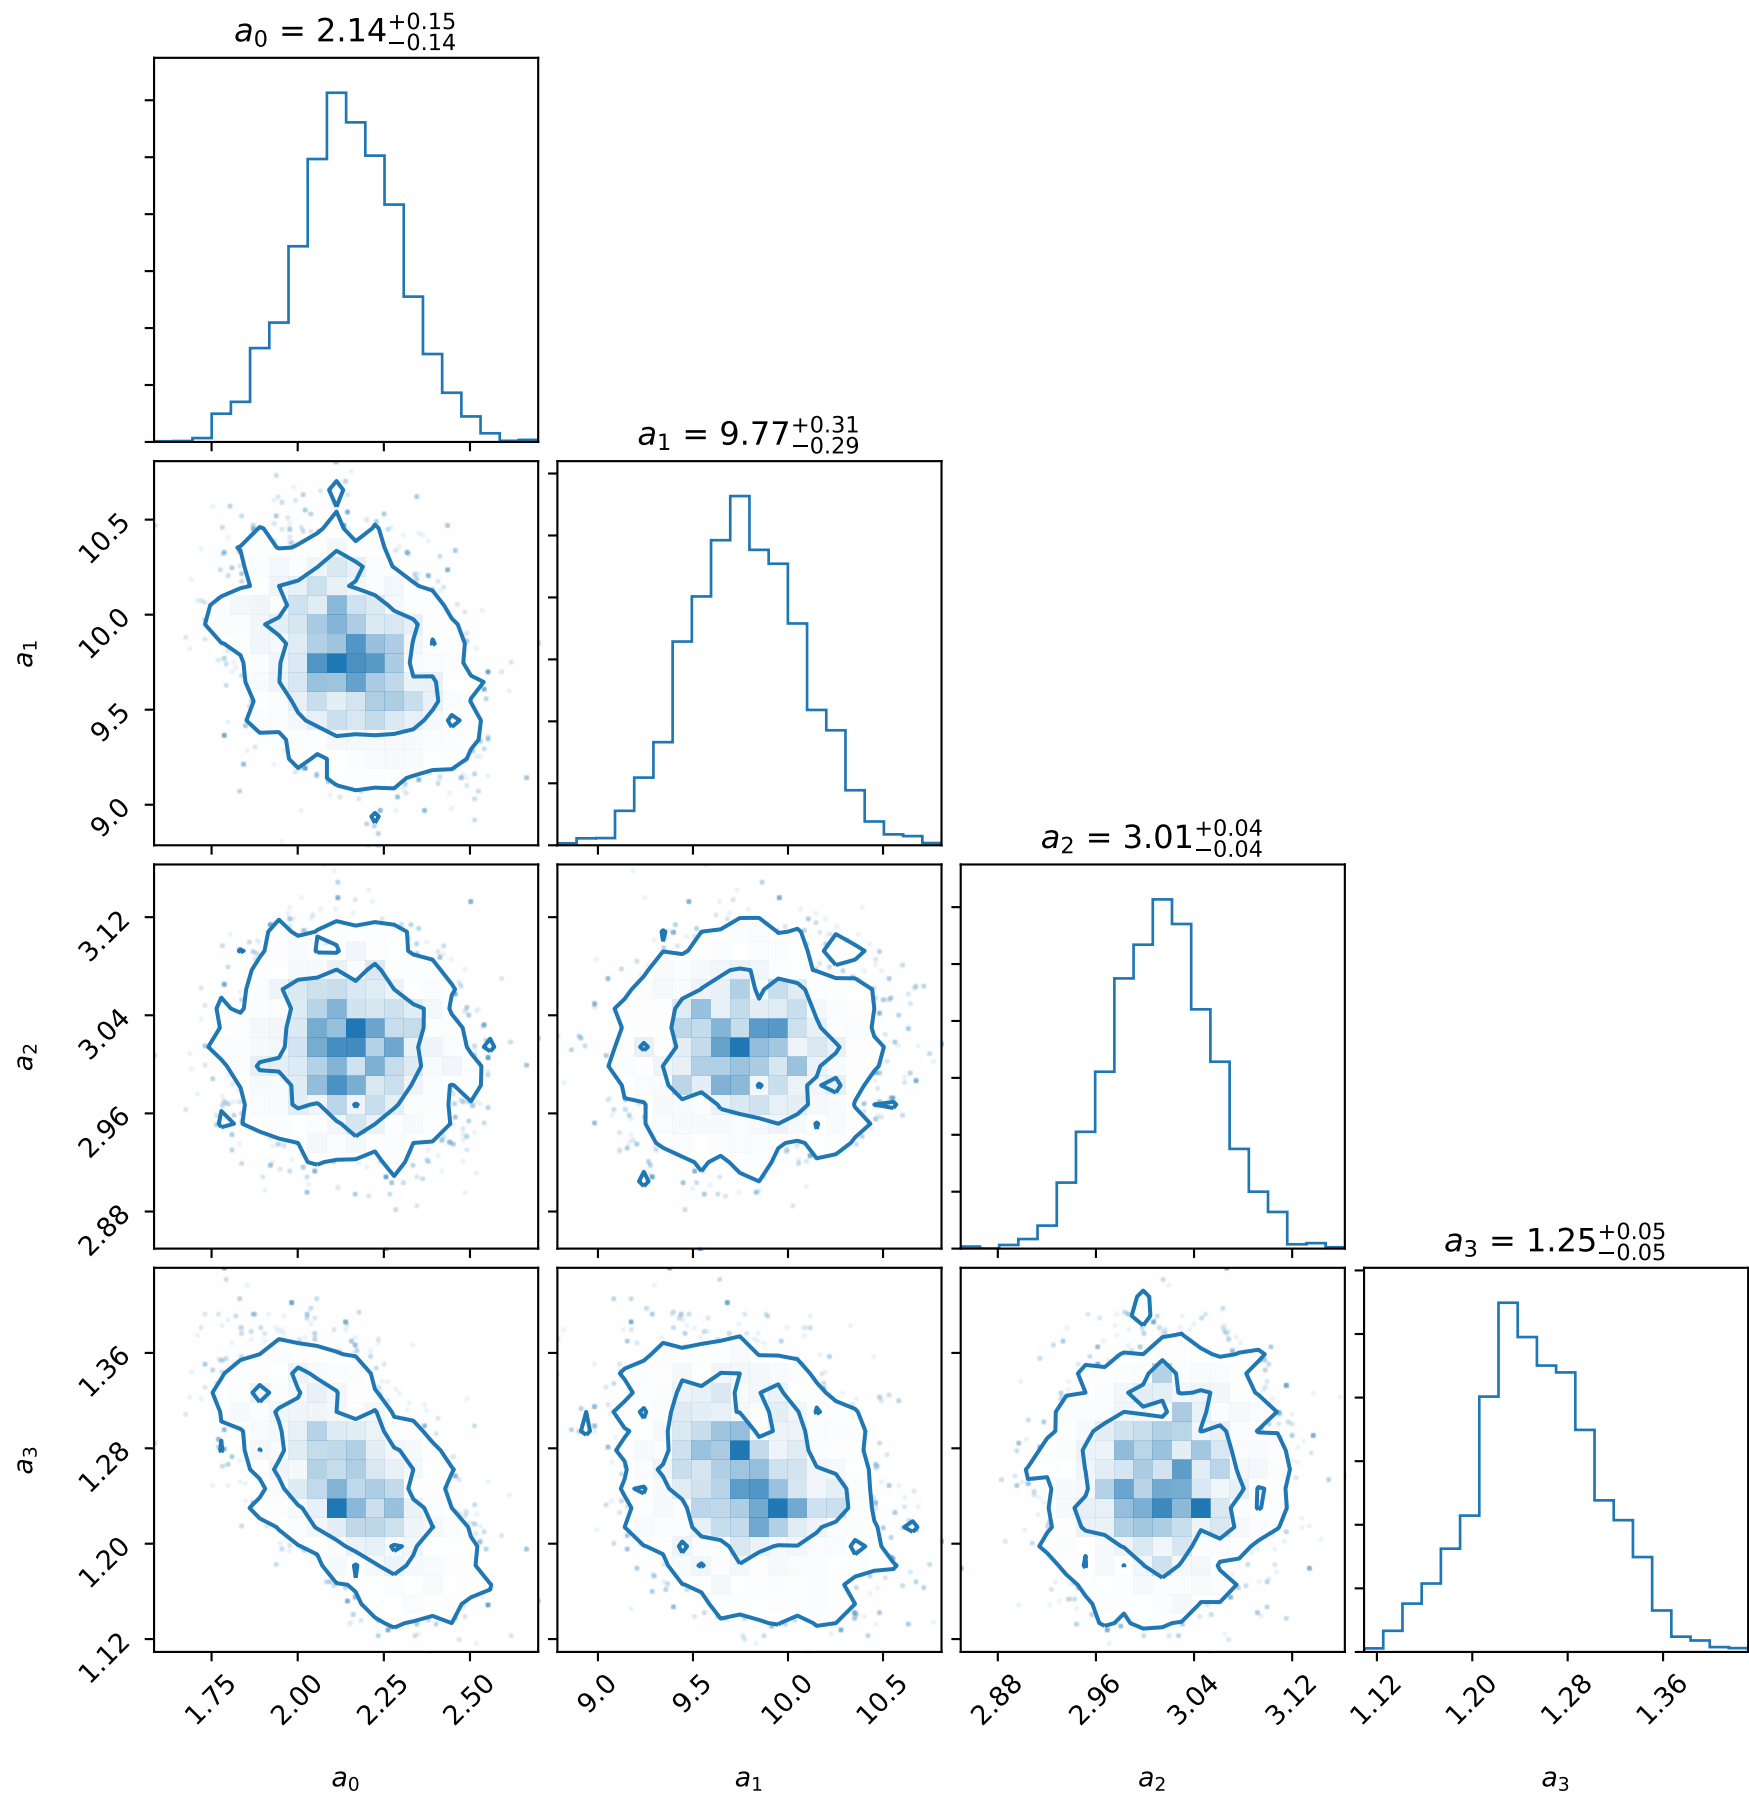 a₀ = 2.14 +0.15 −0.14
a₁ = 9.77 +0.31 −0.29
10.5
10.0
9.5
9.0
a₁
a₂ = 3.01 +0.04 −0.04
3.12
3.04
2.96
2.88
a₂
a₃ = 1.25 +0.05 −0.05
1.36
1.28
1.20
1.12
a₃
1.75 2.00 2.25 2.50 9.0 9.5 10.0 10.5 2.88 2.96 3.04 3.12 1.12 1.20 1.28 1.36
a₀ a₁ a₂ a₃